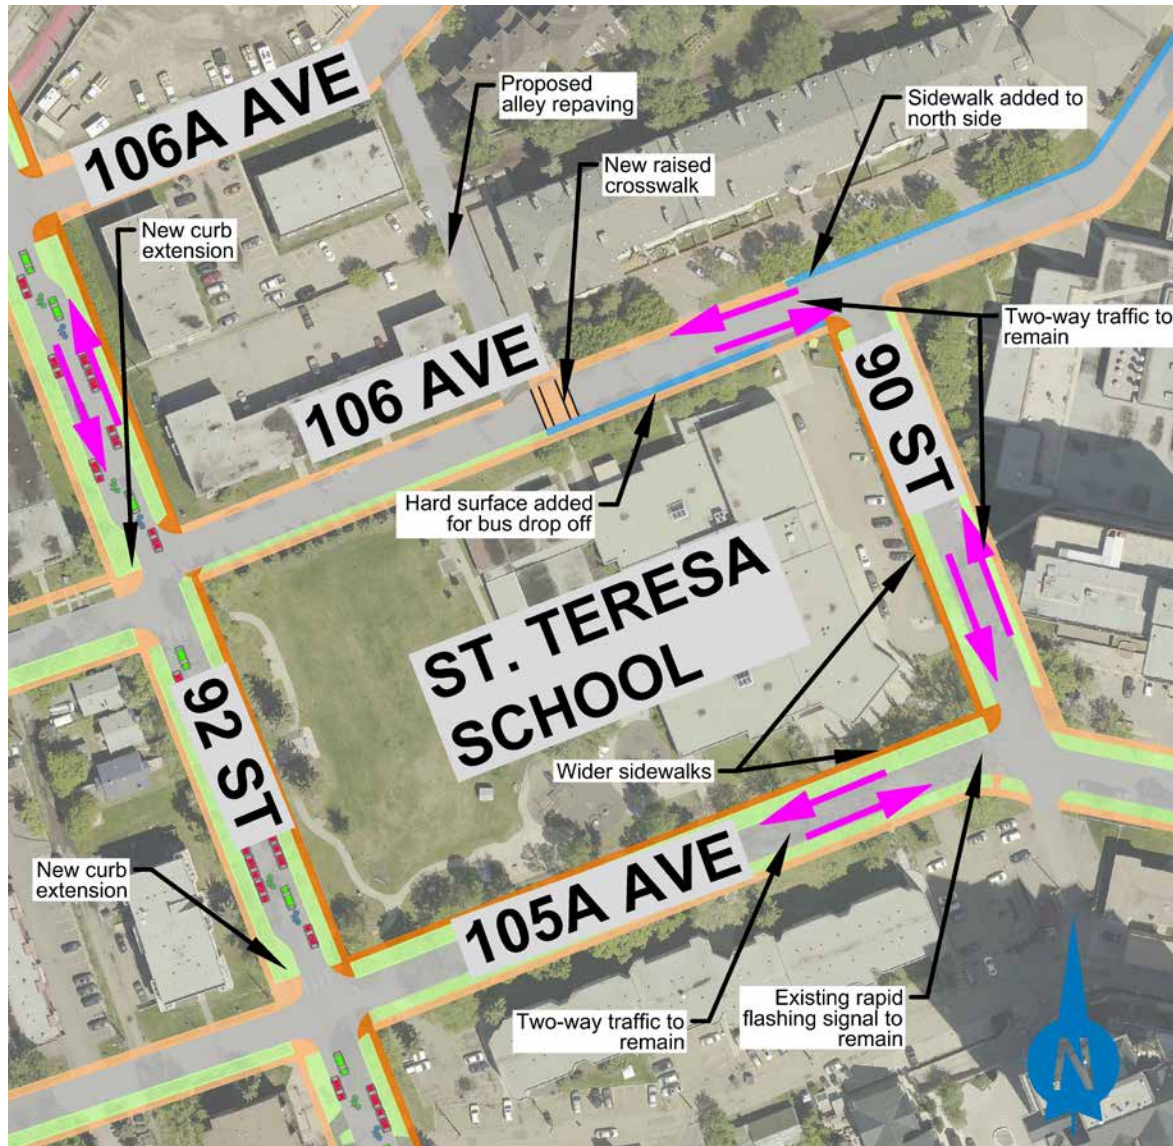 106A AVE
Proposed
alley repaving
Sidewalk added to
north side
New raised
crosswalk
New curb
extension
Two-way traffic to
remain
106 AVE
90 ST
Hard surface added
for bus drop off
ST. TERESA
SCHOOL
92 ST
Wider sidewalks
New curb
extension
105A AVE
Two-way traffic to
remain
Existing rapid
flashing signal to
remain
N